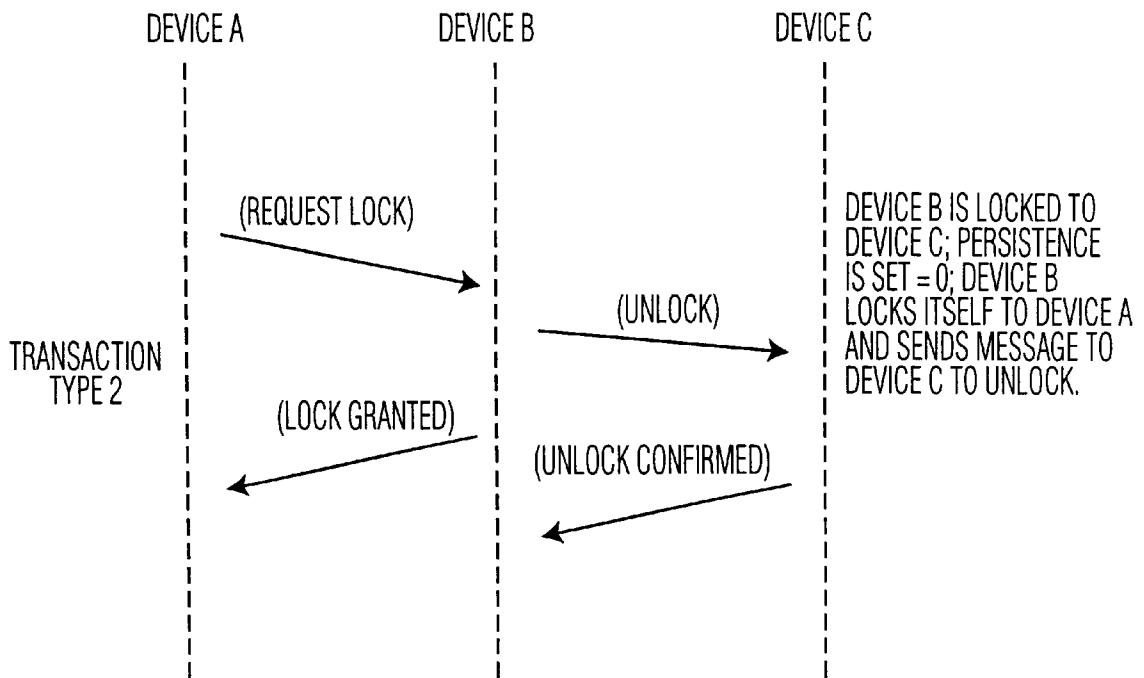 DEVICE A
DEVICE B
DEVICE C
(REQUEST LOCK)
(UNLOCK)
DEVICE B IS LOCKED TO
DEVICE C; PERSISTENCE
IS SET = 0; DEVICE B
LOCKS ITSELF TO DEVICE A
AND SENDS MESSAGE TO
DEVICE C TO UNLOCK.
TRANSACTION
TYPE 2
(LOCK GRANTED)
(UNLOCK CONFIRMED)